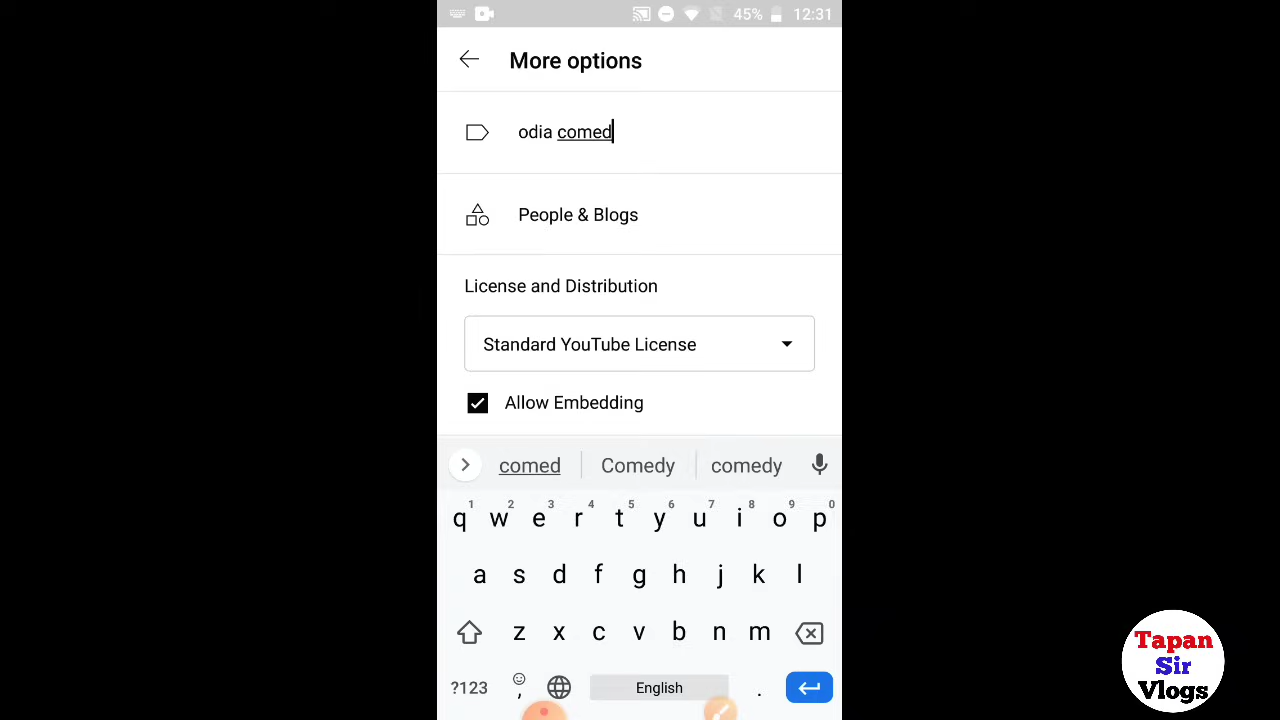 45% 12:31
More options
odia comed
People & Blogs
License and Distribution
Standard YouTube License
Allow Embedding
comed Comedy comedy
1 2 3 4 5 6 7 8 9 0
q w e r t y u i o p
a s d f g h j k l
z x c v b n m
?123 , English .
Tapan
Sir
Vlogs